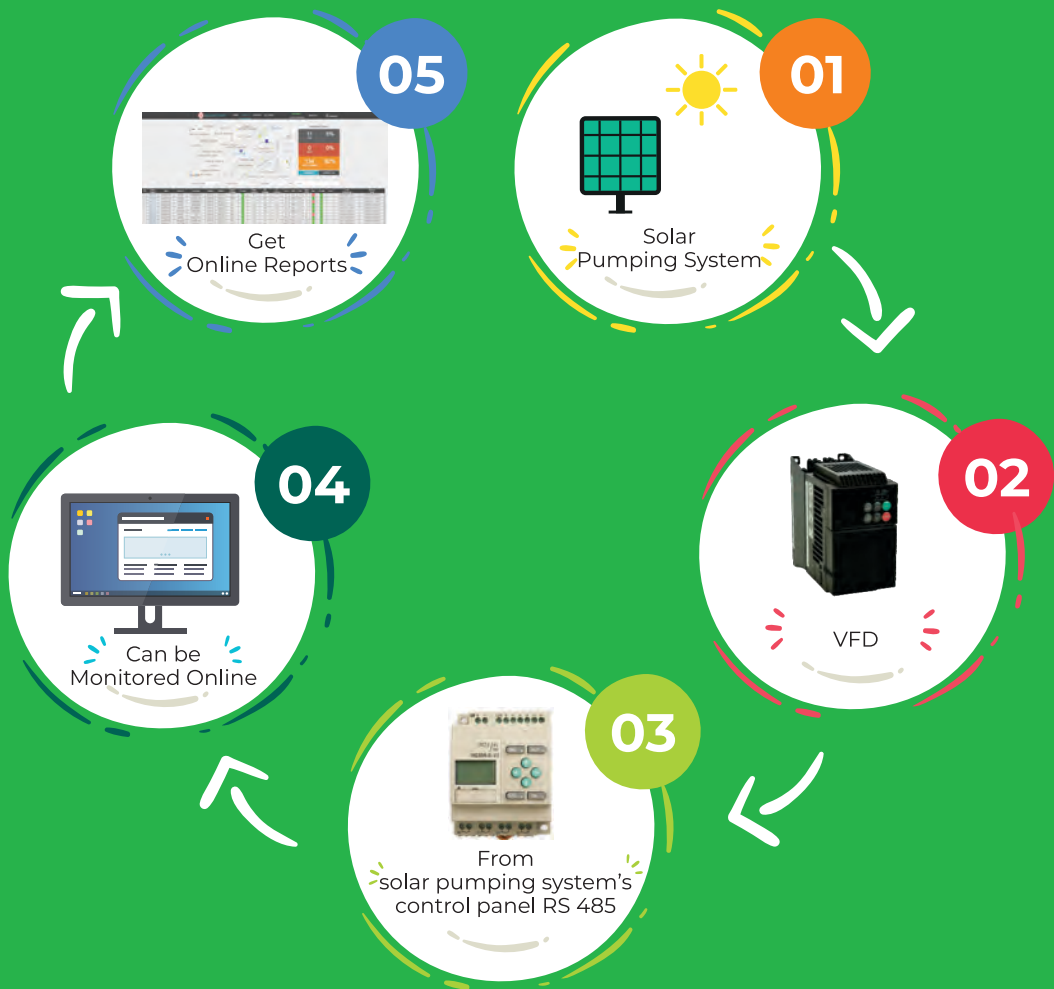 01
Solar
Pumping System
02
VFD
03
From
solar pumping system’s
control panel RS 485
04
Can be
Monitored Online
05
Get
Online Reports